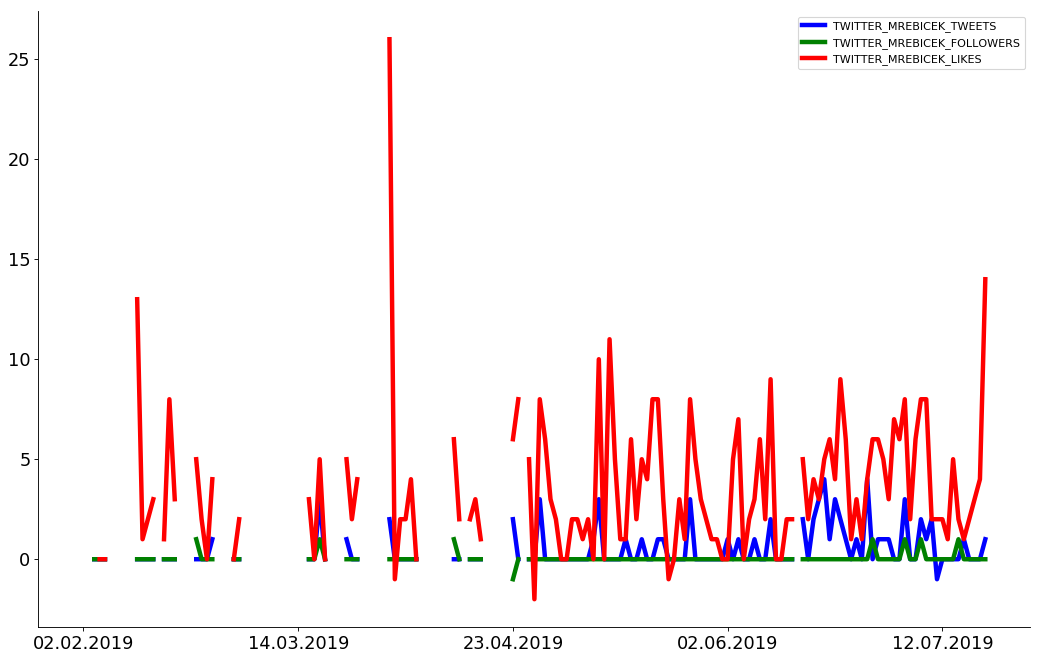 TWITTER_MREBICEK_TWEETS
TWITTER_MREBICEK_FOLLOWERS
TWITTER_MREBICEK_LIKES
25
20
15
10
5
0
02.02.2019 14.03.2019 23.04.2019 02.06.2019 12.07.2019